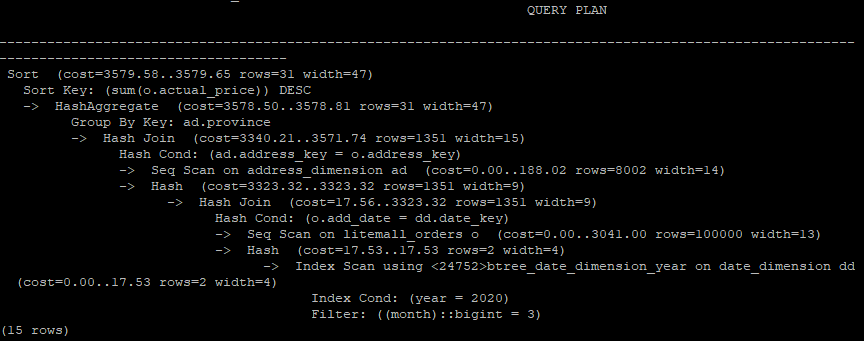 QUERY PLAN
---------------------------------------------------------------------------------------------------------------
------------------------------------
Sort  (cost=3579.58..3579.65 rows=31 width=47)
Sort Key: (sum(o.actual_price)) DESC
->  HashAggregate  (cost=3578.50..3578.81 rows=31 width=47)
Group By Key: ad.province
->  Hash Join  (cost=3340.21..3571.74 rows=1351 width=15)
Hash Cond: (ad.address_key = o.address_key)
->  Seq Scan on address_dimension ad  (cost=0.00..188.02 rows=8002 width=14)
->  Hash  (cost=3323.32..3323.32 rows=1351 width=9)
->  Hash Join  (cost=17.56..3323.32 rows=1351 width=9)
Hash Cond: (o.add_date = dd.date_key)
->  Seq Scan on litemall_orders o  (cost=0.00..3041.00 rows=100000 width=13)
->  Hash  (cost=17.53..17.53 rows=2 width=4)
->  Index Scan using <24752>btree_date_dimension_year on date_dimension dd
(cost=0.00..17.53 rows=2 width=4)
Index Cond: (year = 2020)
Filter: ((month)::bigint = 3)
(15 rows)